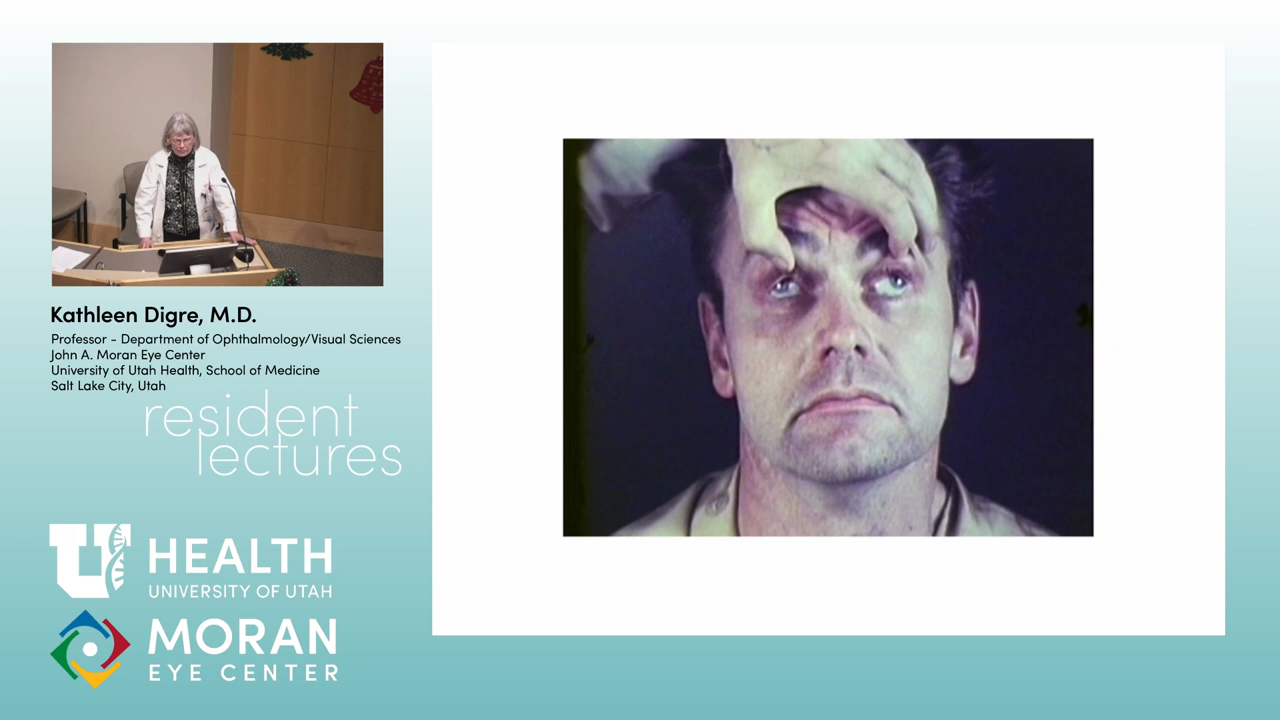 Kathleen Digre, M.D.
Professor - Department of Ophthalmology/Visual Sciences
John A. Moran Eye Center
University of Utah Health, School of Medicine
Salt Lake City, Utah
resident
lectures
U HEALTH
UNIVERSITY OF UTAH
MORAN
EYE CENTER